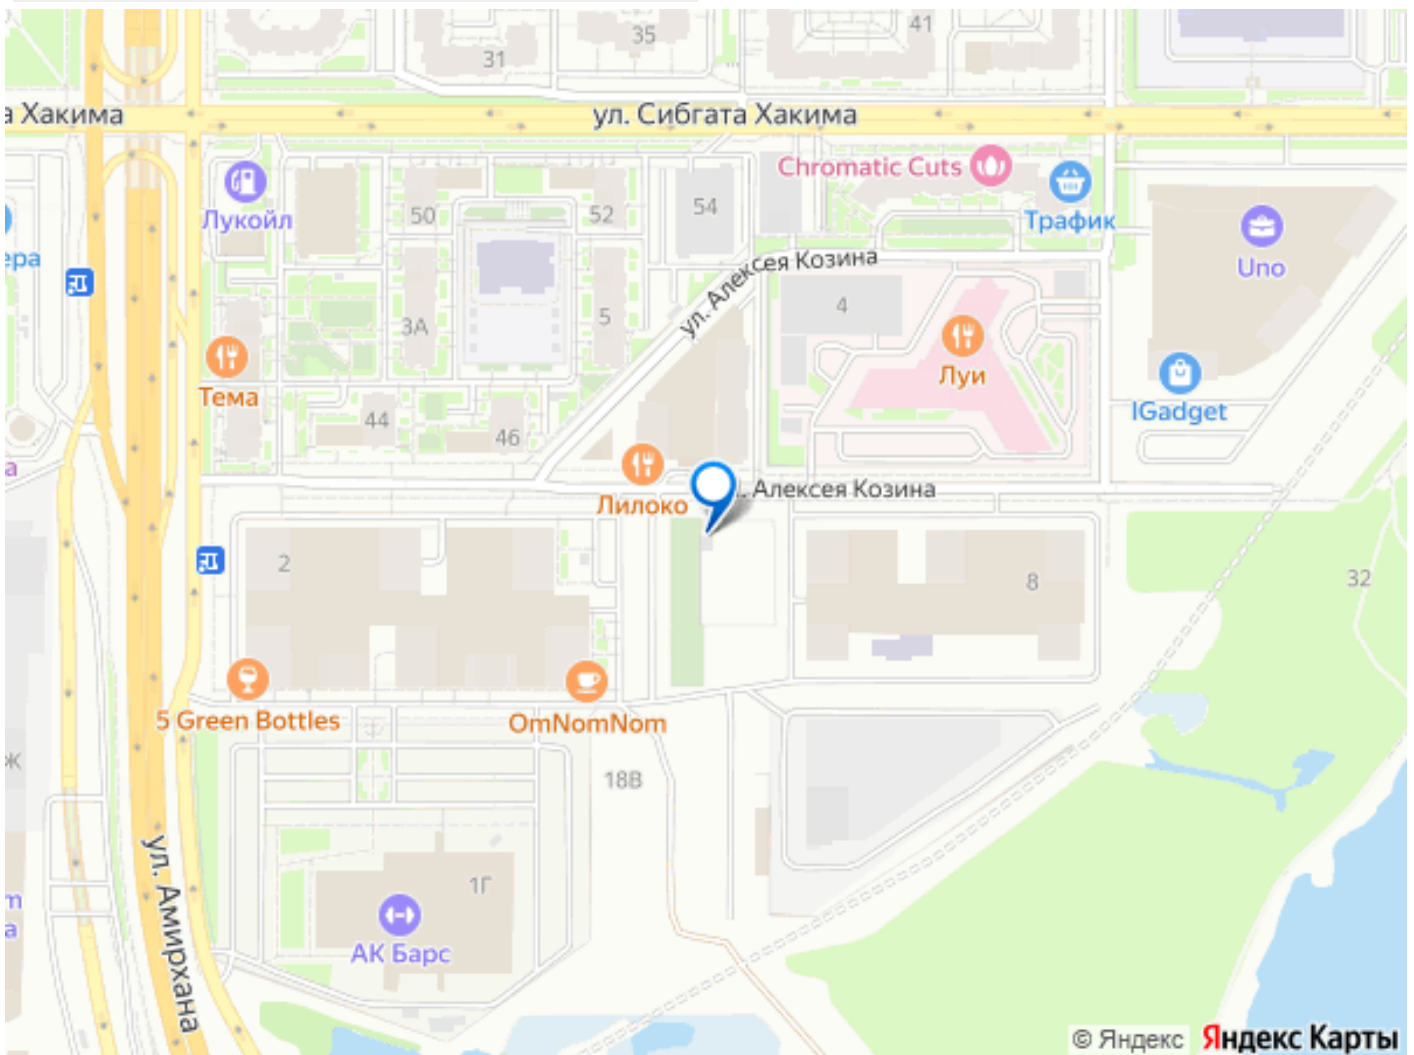 41
35
31
а Хакима
ул. Сибгата Хакима
Chromatic Cuts
Лукойл
50
52
54
Трафик
ера
Uno
ул. Алексея Козина
3А
5
4
Тема
Луи
IGadget
44
46
а
Лилоко
. Алексея Козина
2
8
32
5 Green Bottles
OmNomNom
Ж
18В
ул. Амирхана
1Г
m
а
АК Барс
© Яндекс Яндекс Карты